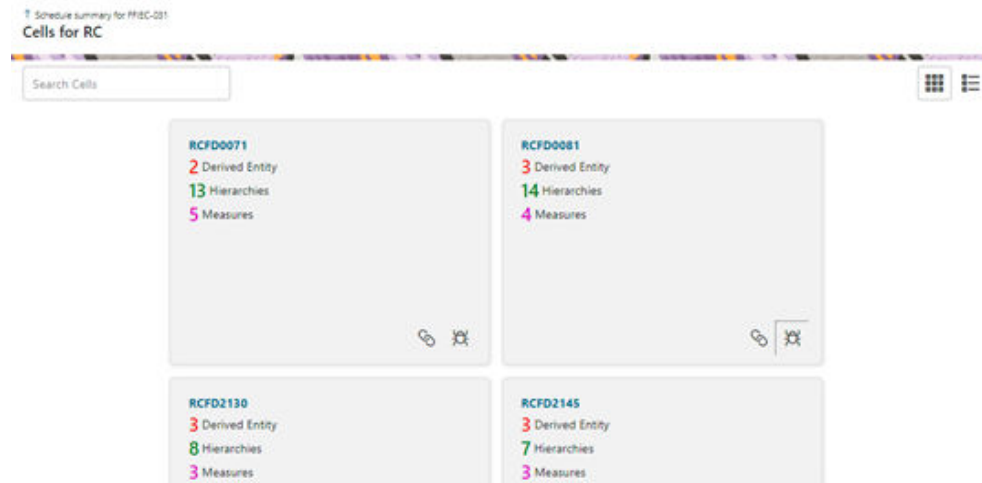 Schedule summary for FFIEC-031
Cells for RC
Search Cells
RCFD0071
2 Derived Entity
13 Hierarchies
5 Measures
RCFD0081
3 Derived Entity
14 Hierarchies
4 Measures
RCFD2130
3 Derived Entity
8 Hierarchies
3 Measures
RCFD2145
3 Derived Entity
7 Hierarchies
3 Measures